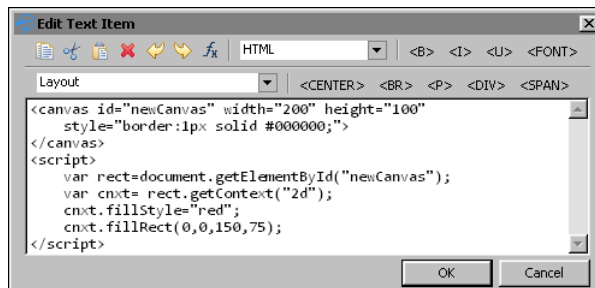 Edit Text Item
fx HTML <B> <I> <U> <FONT>
Layout <CENTER> <BR> <P> <DIV> <SPAN>
<canvas id="newCanvas" width="200" height="100"
    style="border:1px solid #000000;">
</canvas>
<script>
    var rect=document.getElementById("newCanvas");
    var cnxt= rect.getContext("2d");
    cnxt.fillStyle="red";
    cnxt.fillRect(0,0,150,75);
</script>
OK Cancel